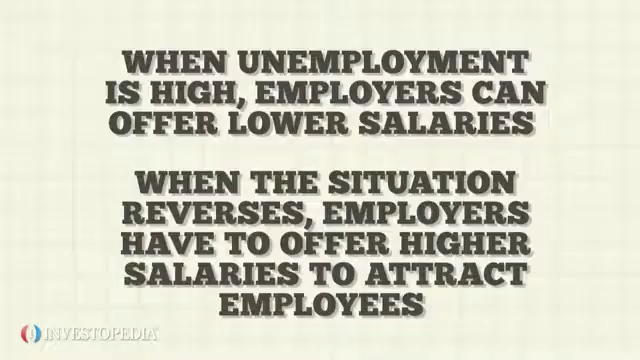 WHEN UNEMPLOYMENT
IS HIGH, EMPLOYERS CAN
OFFER LOWER SALARIES
WHEN THE SITUATION
REVERSES, EMPLOYERS
HAVE TO OFFER HIGHER
SALARIES TO ATTRACT
EMPLOYEES
INVESTOPEDIA